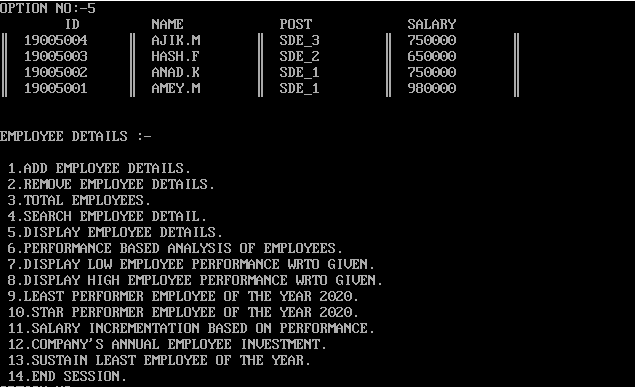 OPTION NO:-5
ID NAME POST SALARY
║ 19005004 ║ AJIK.M ║ SDE_3 ║ 750000 ║
║ 19005003 ║ HASH.F ║ SDE_2 ║ 650000 ║
║ 19005002 ║ ANAD.K ║ SDE_1 ║ 750000 ║
║ 19005001 ║ AMEY.M ║ SDE_1 ║ 980000 ║
EMPLOYEE DETAILS :-
1.ADD EMPLOYEE DETAILS.
2.REMOVE EMPLOYEE DETAILS.
3.TOTAL EMPLOYEES.
4.SEARCH EMPLOYEE DETAIL.
5.DISPLAY EMPLOYEE DETAILS.
6.PERFORMANCE BASED ANALYSIS OF EMPLOYEES.
7.DISPLAY LOW EMPLOYEE PERFORMANCE WRTO GIVEN.
8.DISPLAY HIGH EMPLOYEE PERFORMANCE WRTO GIVEN.
9.LEAST PERFORMER EMPLOYEE OF THE YEAR 2020.
10.STAR PERFORMER EMPLOYEE OF THE YEAR 2020.
11.SALARY INCREMENTATION BASED ON PERFORMANCE.
12.COMPANY'S ANNUAL EMPLOYEE INVESTMENT.
13.SUSTAIN LEAST EMPLOYEE OF THE YEAR.
14.END SESSION.